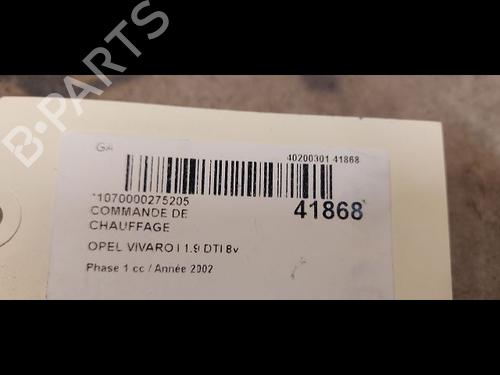 B-PARTS
GA
40200301 41868
*1070000275205
41868*
COMMANDE DE
CHAUFFAGE
OPEL VIVARO I 1.9 DTI 8v
Phase 1 cc / Année 2002